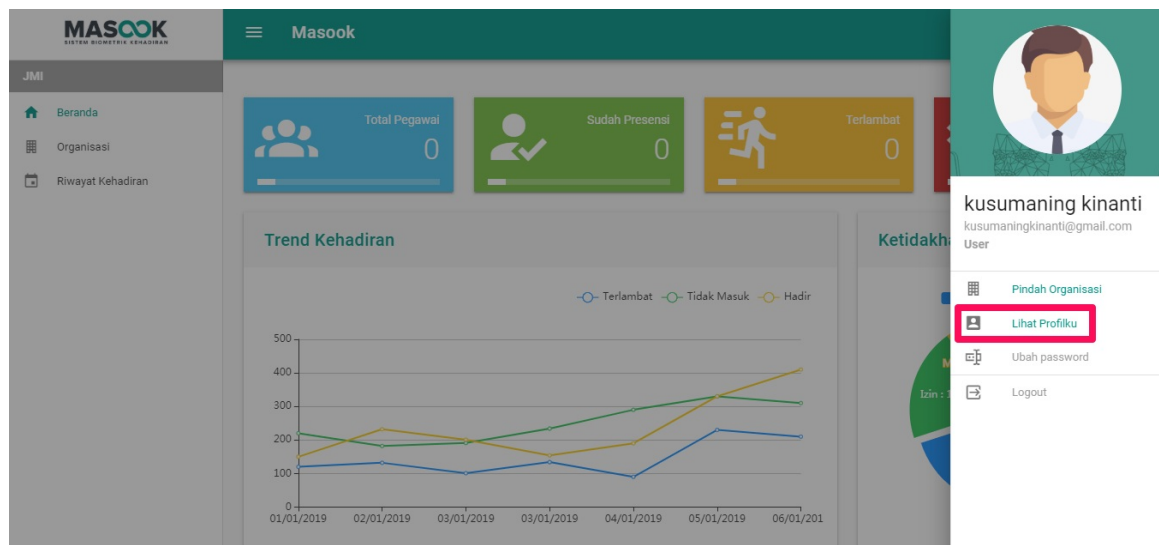 MASOOK
SISTEM BIOMETRIK KEHADIRAN
Masook
JMI
Beranda
Organisasi
Riwayat Kehadiran
Total Pegawai
0
Sudah Presensi
0
Terlambat
0
Trend Kehadiran
Terlambat
Tidak Masuk
Hadir
500
400
300
200
100
0
01/01/2019
02/01/2019
03/01/2019
03/01/2019
04/01/2019
05/01/2019
06/01/201
Ketidakh
Izin : 1
kusumaning kinanti
kusumaningkinanti@gmail.com
User
Pindah Organisasi
Lihat Profilku
Ubah password
Logout